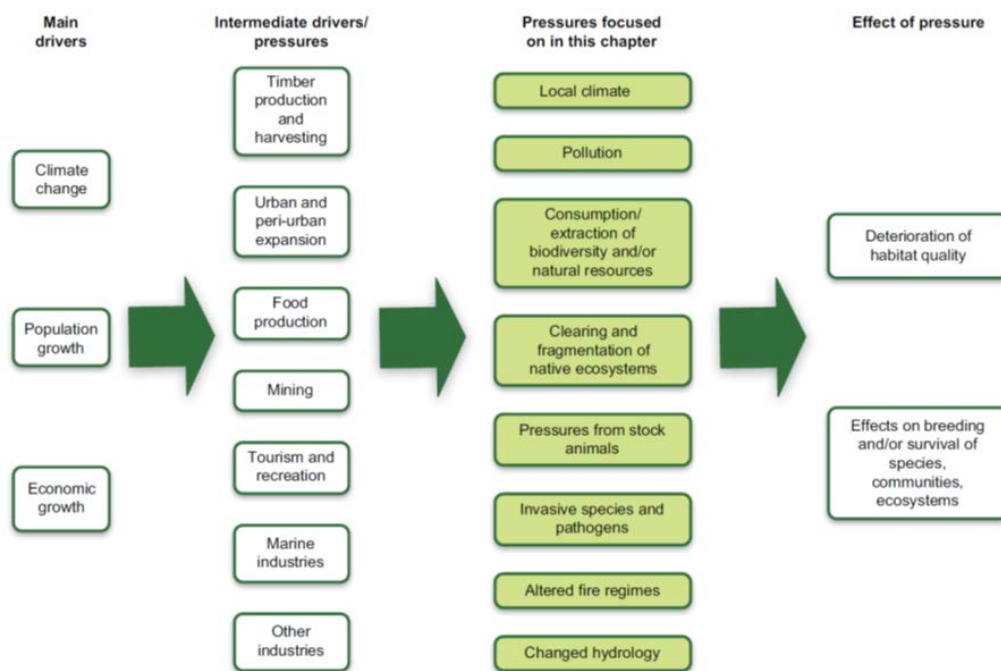 Main
drivers
Intermediate drivers/
pressures
Pressures focused
on in this chapter
Effect of pressure
Climate
change
Population
growth
Economic
growth
Timber
production
and
harvesting
Urban and
peri-urban
expansion
Food
production
Mining
Tourism and
recreation
Marine
industries
Other
industries
Local climate
Pollution
Consumption/
extraction of
biodiversity and/or
natural resources
Clearing and
fragmentation of
native ecosystems
Pressures from stock
animals
Invasive species and
pathogens
Altered fire regimes
Changed hydrology
Deterioration of
habitat quality
Effects on breeding
and/or survival of
species,
communities,
ecosystems